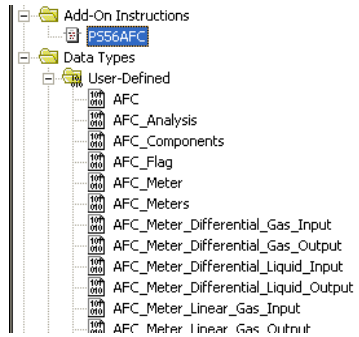 Add-On Instructions
PS56AFC
Data Types
User-Defined
AFC
AFC_Analysis
AFC_Components
AFC_Flag
AFC_Meter
AFC_Meters
AFC_Meter_Differential_Gas_Input
AFC_Meter_Differential_Gas_Output
AFC_Meter_Differential_Liquid_Input
AFC_Meter_Differential_Liquid_Output
AFC_Meter_Linear_Gas_Input
AFC_Meter_Linear_Gas_Output